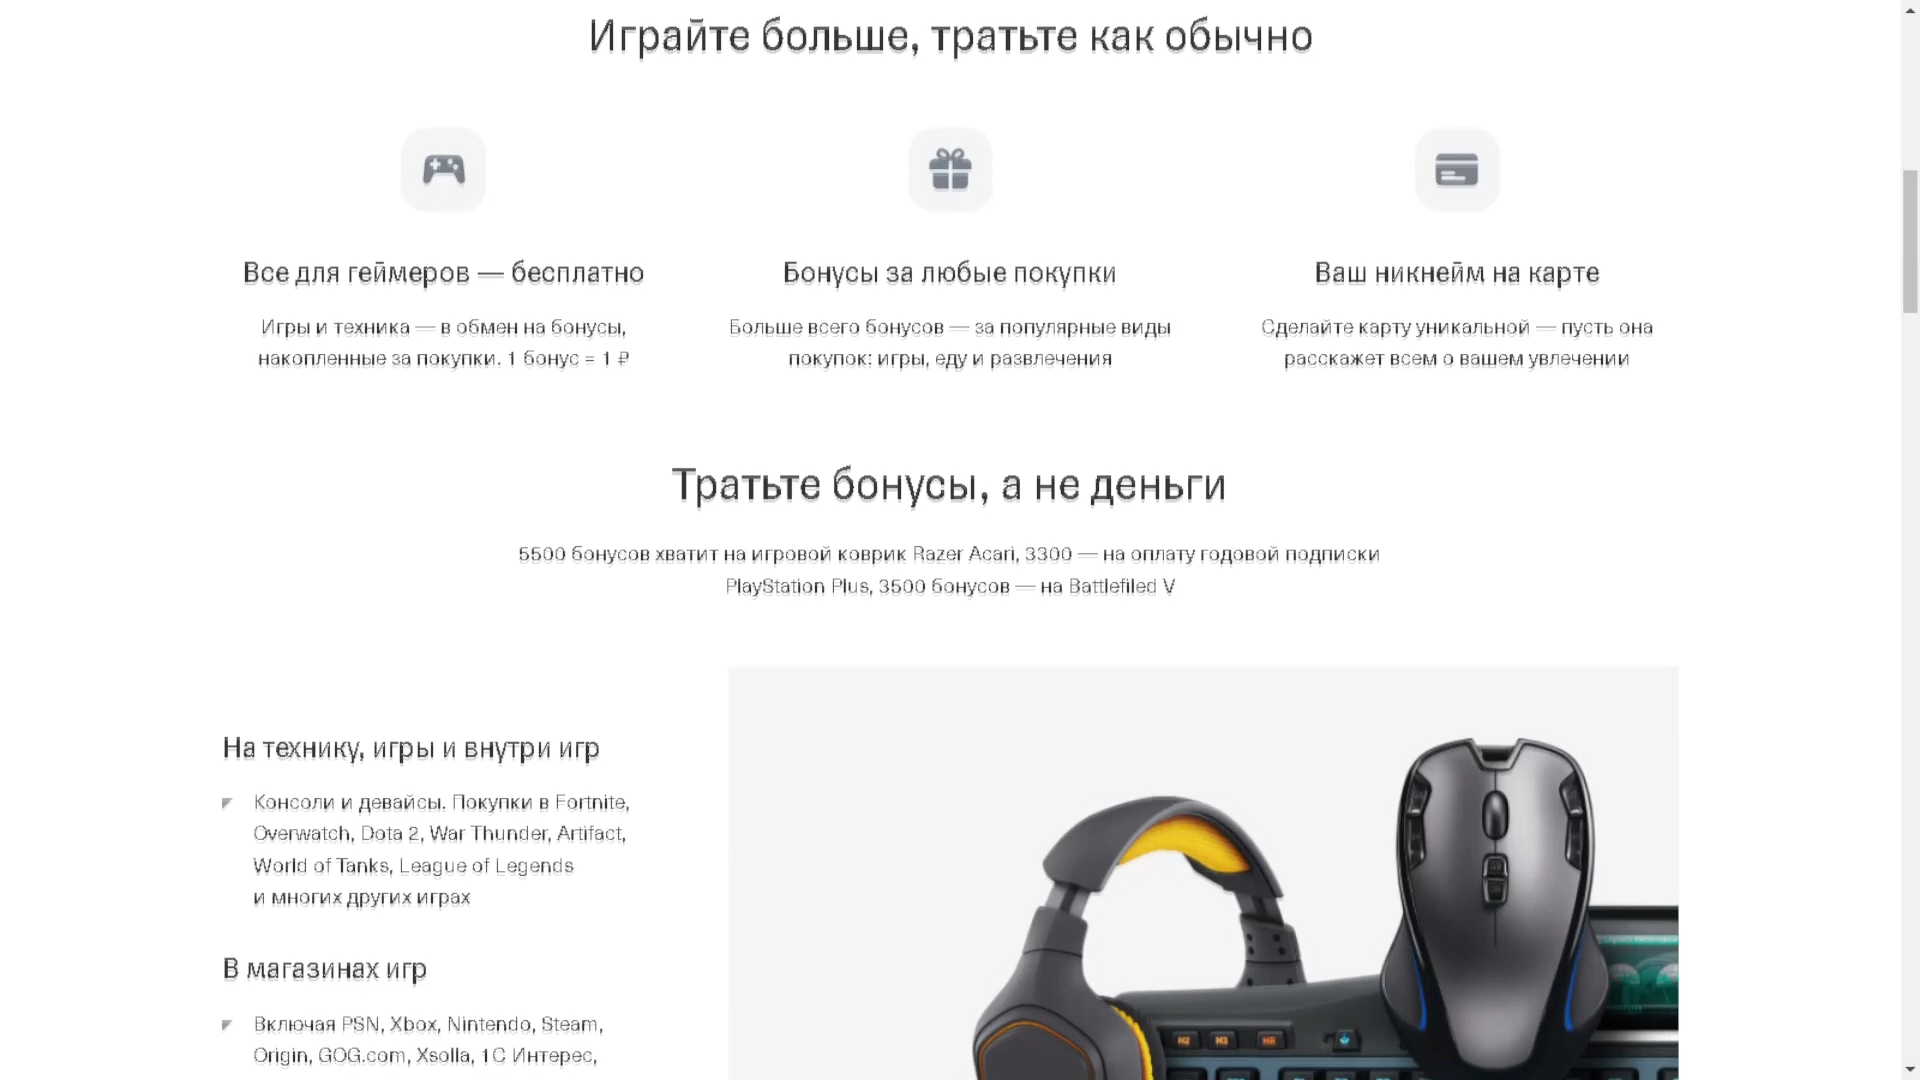 Играйте больше, тратьте как обычно
Все для геймеров — бесплатно
Игры и техника — в обмен на бонусы,
накопленные за покупки. 1 бонус = 1 ₽
Бонусы за любые покупки
Больше всего бонусов — за популярные виды
покупок: игры, еду и развлечения
Ваш никнейм на карте
Сделайте карту уникальной — пусть она
расскажет всем о вашем увлечении
Тратьте бонусы, а не деньги
5500 бонусов хватит на игровой коврик Razer Acari, 3300 — на оплату годовой подписки
PlayStation Plus, 3500 бонусов — на Battlefiled V
На технику, игры и внутри игр
Консоли и девайсы. Покупки в Fortnite,
Overwatch, Dota 2, War Thunder, Artifact,
World of Tanks, League of Legends
и многих других играх
В магазинах игр
Включая PSN, Xbox, Nintendo, Steam,
Origin, GOG.com, Xsolla, 1С Интерес,